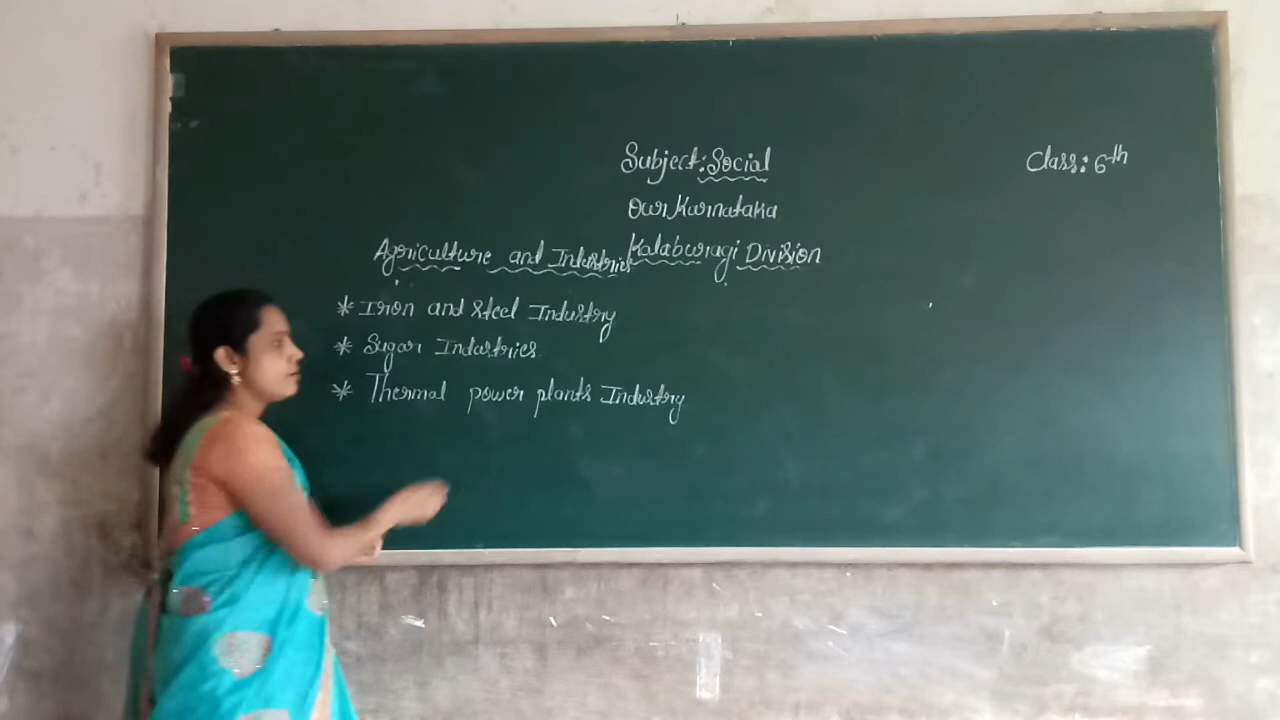 Subject: Social
Class: 6th
Our Karnataka
Kalaburagi Division
Agriculture and Industries
* Iron and Steel Industry
* Sugar Industries
* Thermal power plants Industry